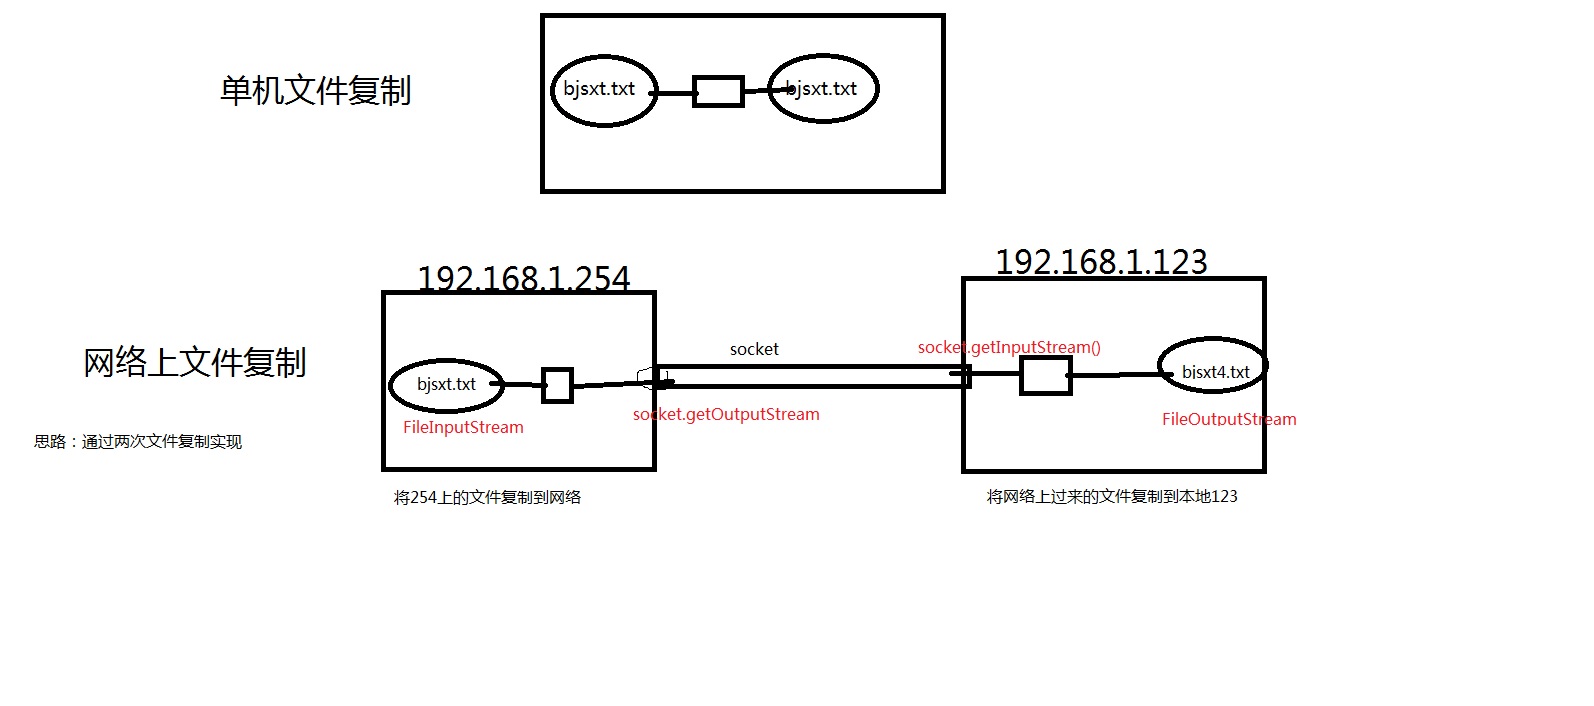 单机文件复制
bjsxt.txt
bjsxt.txt
192.168.1.254
192.168.1.123
网络上文件复制
socket
socket.getInputStream()
bjsxt.txt
bjsxt4.txt
socket.getOutputStream
FileInputStream
FileOutputStream
思路：通过两次文件复制实现
将254上的文件复制到网络
将网络上过来的文件复制到本地123